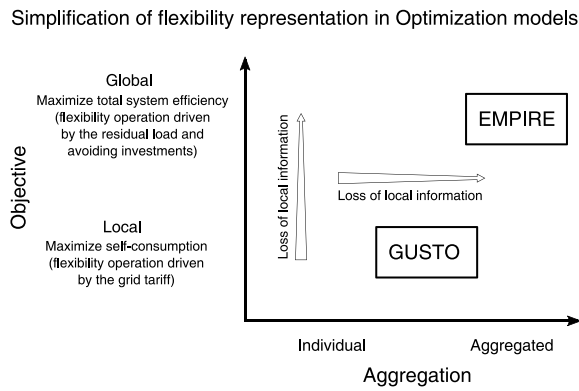 Simplification of flexibility representation in Optimization models
Global
Maximize total system efficiency
(flexibility operation driven
by the residual load and
avoiding investments)
EMPIRE
Objective
Loss of local information
Loss of local information
Local
Maximize self-consumption
(flexibility operation driven
by the grid tariff)
GUSTO
Individual
Aggregated
Aggregation